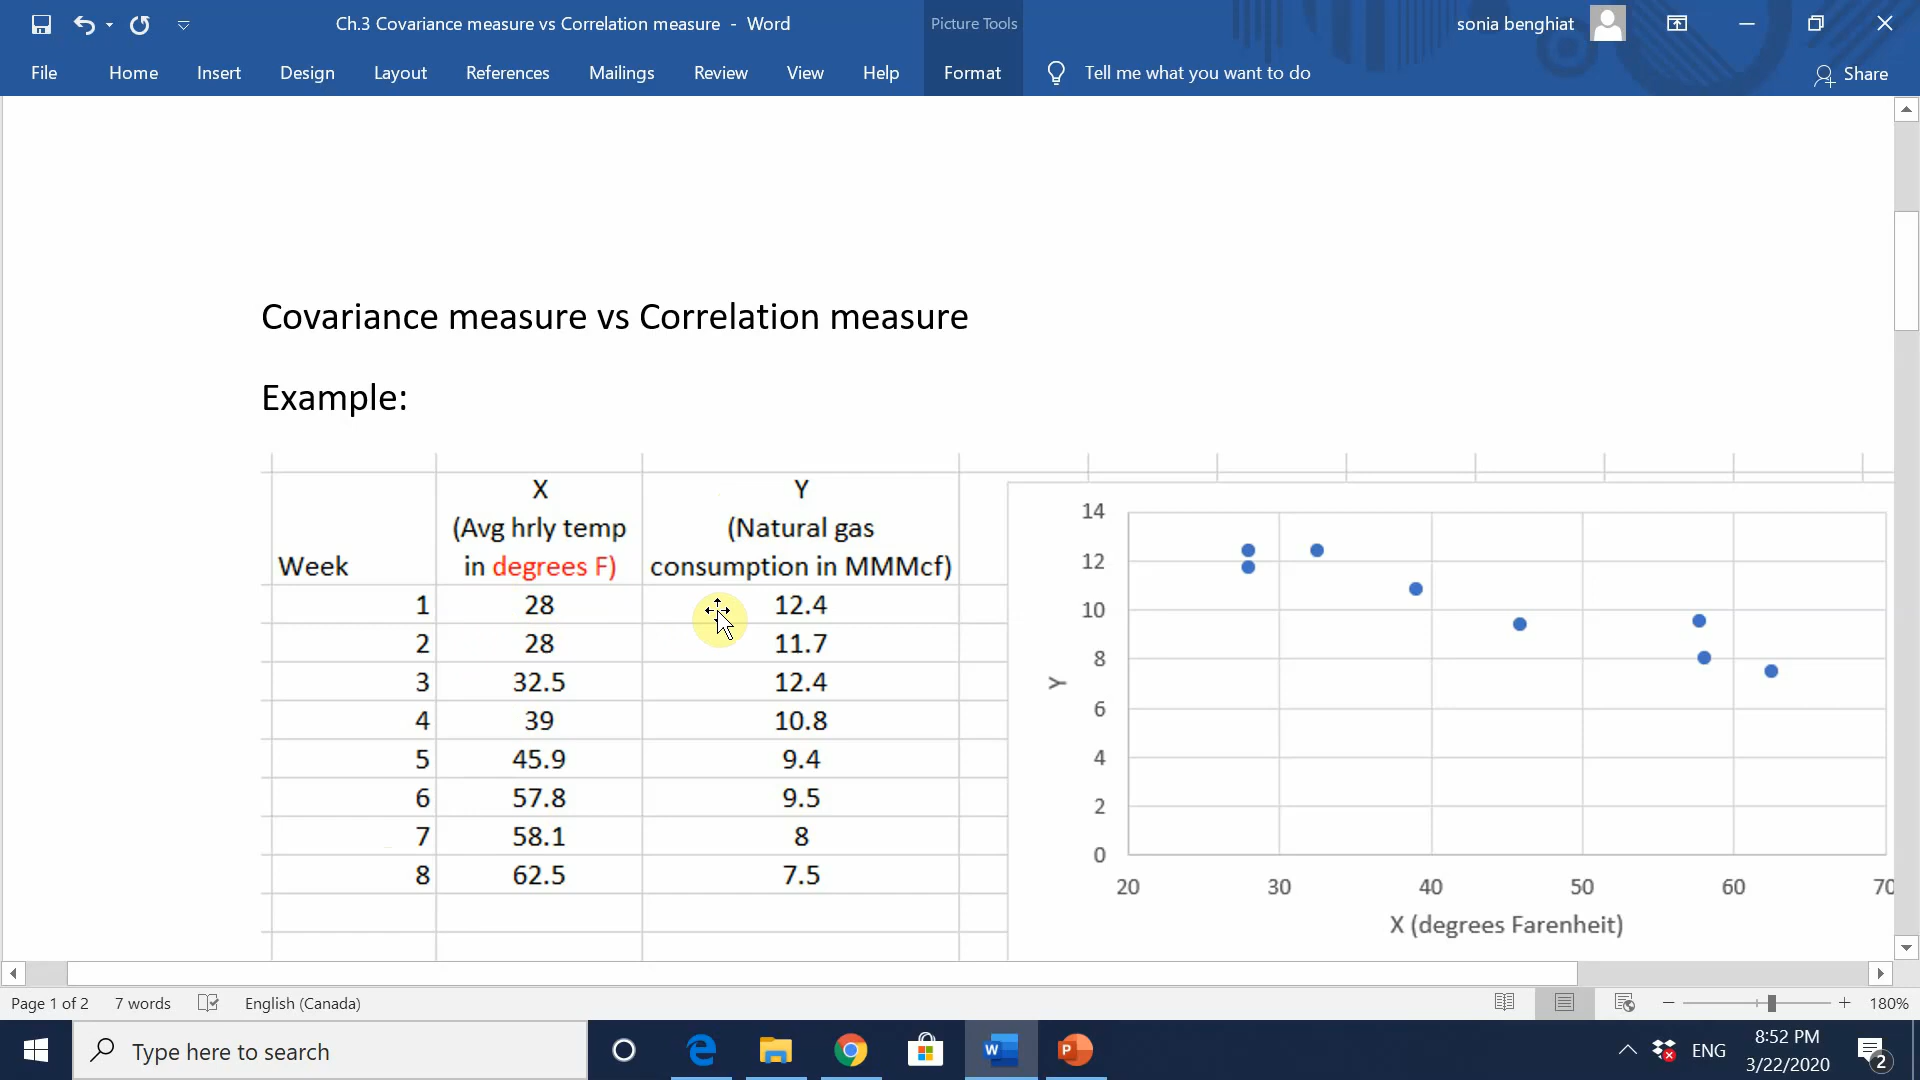 Ch.3 Covariance measure vs Correlation measure - Word
Picture Tools
sonia benghiat
File Home Insert Design Layout References Mailings Review View Help Format Tell me what you want to do Share
Covariance measure vs Correlation measure
Example:
Week X (Avg hrly temp in degrees F) Y (Natural gas consumption in MMMcf)
1 28 12.4
2 28 11.7
3 32.5 12.4
4 39 10.8
5 45.9 9.4
6 57.8 9.5
7 58.1 8
8 62.5 7.5
14
12
10
8
6
4
2
0
Y
20 30 40 50 60 70
X (degrees Farenheit)
Page 1 of 2 7 words English (Canada) 180%
Type here to search
W
P
ENG
8:52 PM
3/22/2020
2